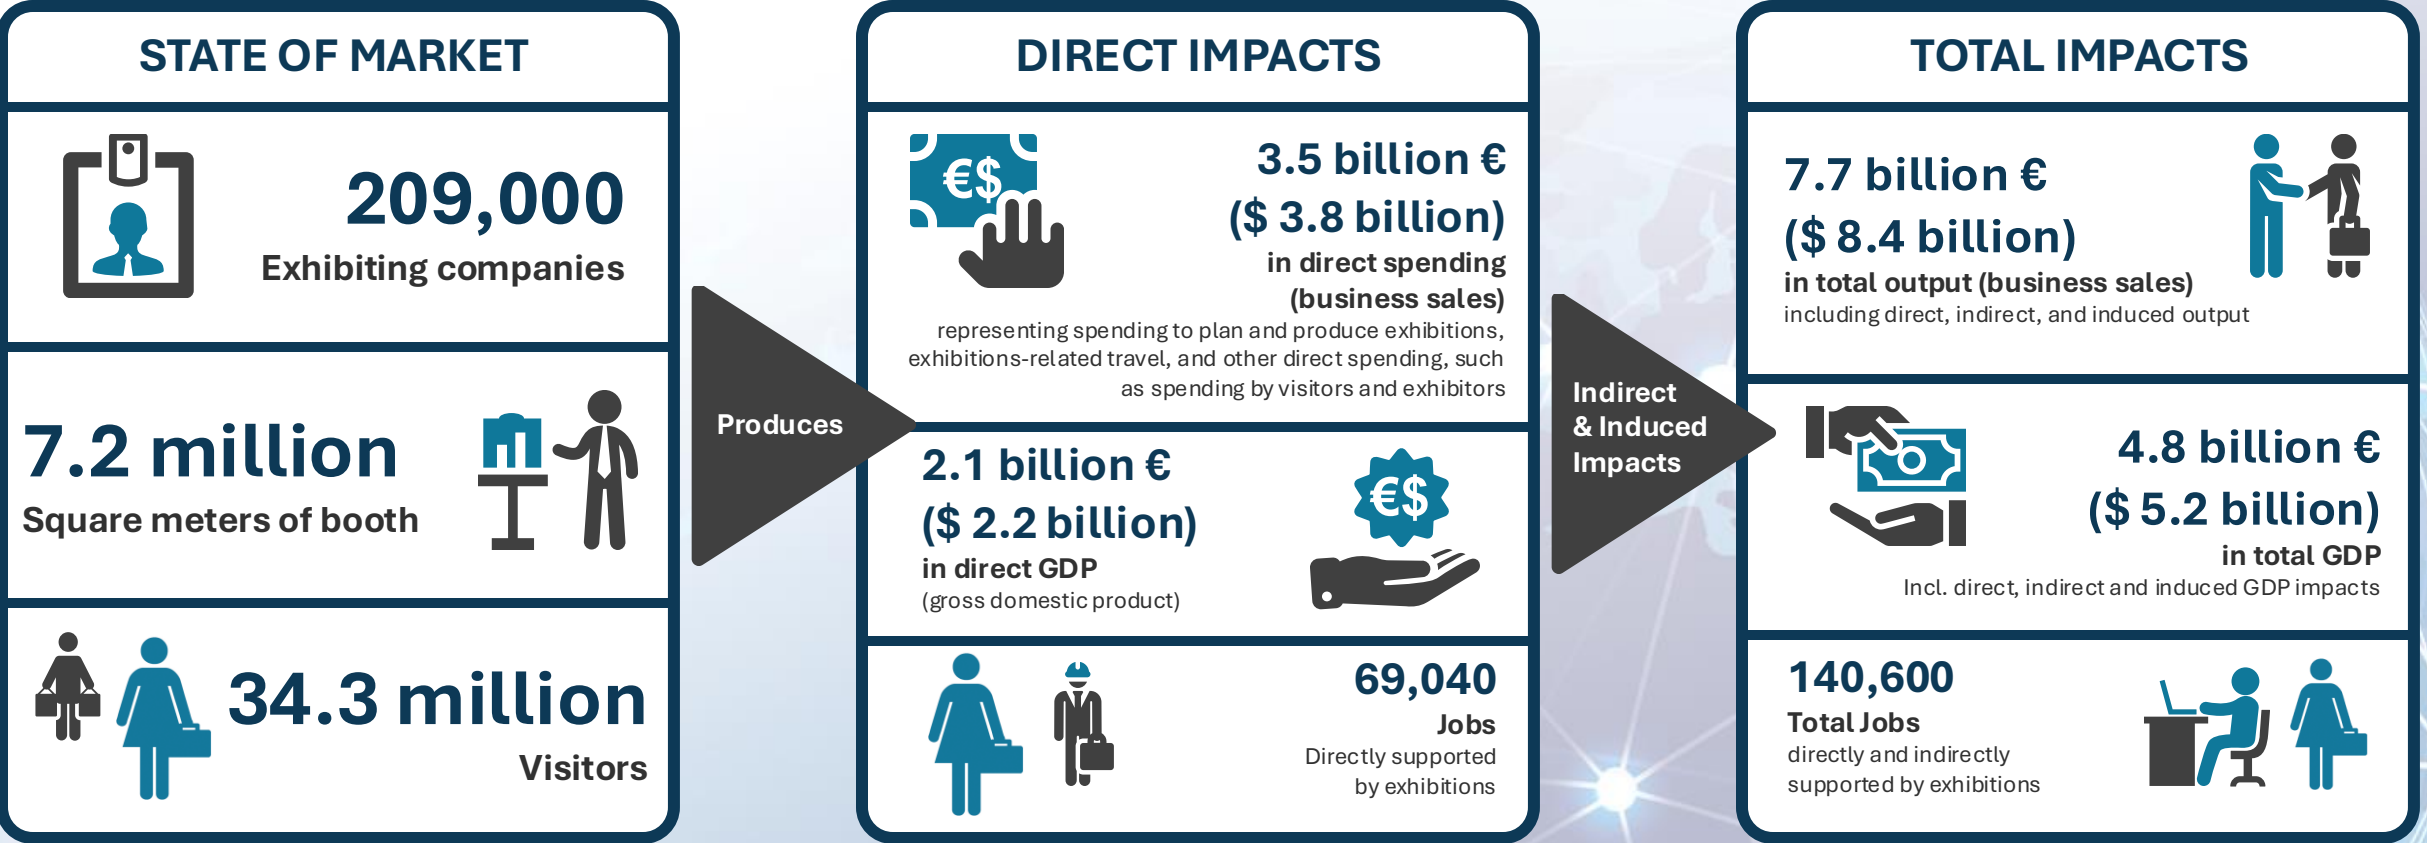 STATE OF MARKET
209,000
Exhibiting companies
7.2 million
Square meters of booth
34.3 million
Visitors
Produces
DIRECT IMPACTS
€$
3.5 billion €
($ 3.8 billion)
in direct spending
(business sales)
representing spending to plan and produce exhibitions,
exhibitions-related travel, and other direct spending, such
as spending by visitors and exhibitors
2.1 billion €
($ 2.2 billion)
in direct GDP
(gross domestic product)
€$
69,040
Jobs
Directly supported
by exhibitions
Indirect
& Induced
Impacts
TOTAL IMPACTS
7.7 billion €
($ 8.4 billion)
in total output (business sales)
including direct, indirect, and induced output
4.8 billion €
($ 5.2 billion)
in total GDP
Incl. direct, indirect and induced GDP impacts
140,600
Total Jobs
directly and indirectly
supported by exhibitions